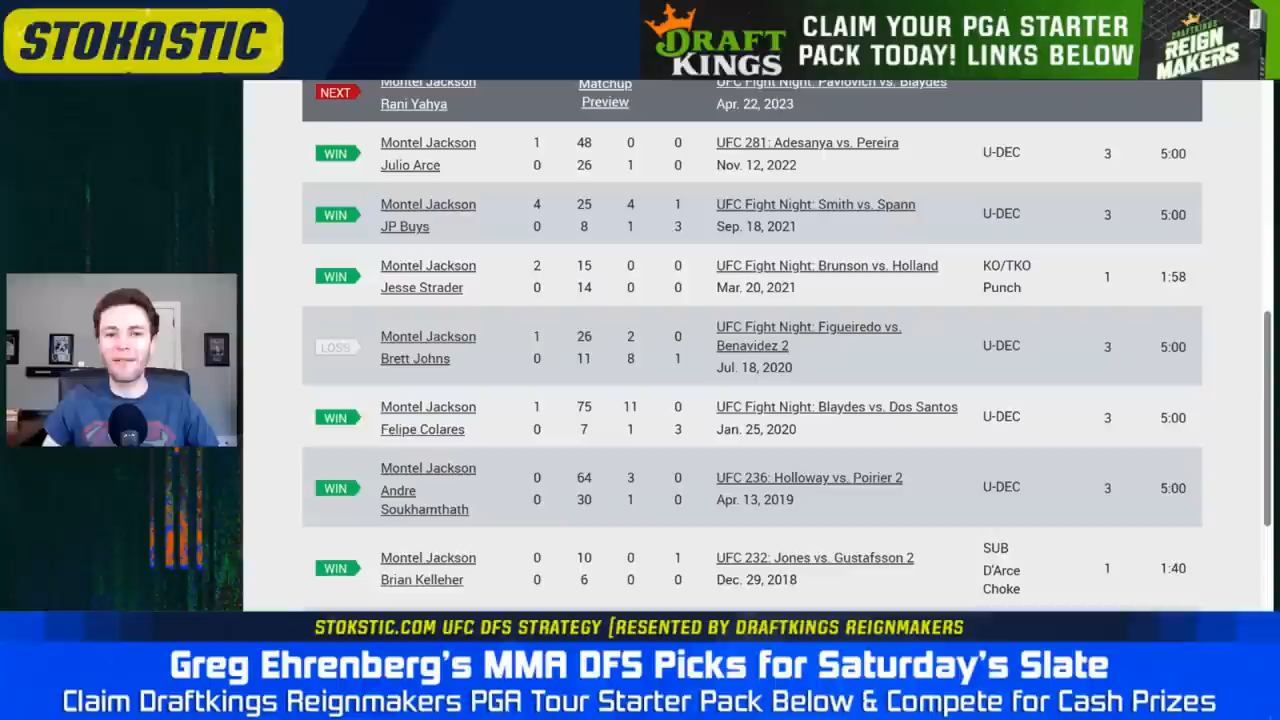 STOKASTIC
DRAFT
KINGS
CLAIM YOUR PGA STARTER
PACK TODAY! LINKS BELOW
DRAFTKINGS
REIGN
MAKERS
NEXT
Montel Jackson
Rani Yahya
Matchup
Preview
UFC Fight Night: Pavlovich vs. Blaydes
Apr. 22, 2023
WIN
Montel Jackson 1 48 0 0
Julio Arce 0 26 1 0
UFC 281: Adesanya vs. Pereira
Nov. 12, 2022
U-DEC 3 5:00
WIN
Montel Jackson 4 25 4 1
JP Buys 0 8 1 3
UFC Fight Night: Smith vs. Spann
Sep. 18, 2021
U-DEC 3 5:00
WIN
Montel Jackson 2 15 0 0
Jesse Strader 0 14 0 0
UFC Fight Night: Brunson vs. Holland
Mar. 20, 2021
KO/TKO
Punch
1 1:58
LOSS
Montel Jackson 1 26 2 0
Brett Johns 0 11 8 1
UFC Fight Night: Figueiredo vs.
Benavidez 2
Jul. 18, 2020
U-DEC 3 5:00
WIN
Montel Jackson 1 75 11 0
Felipe Colares 0 7 1 3
UFC Fight Night: Blaydes vs. Dos Santos
Jan. 25, 2020
U-DEC 3 5:00
WIN
Montel Jackson 0 64 3 0
Andre
Soukhamthath
0 30 1 0
UFC 236: Holloway vs. Poirier 2
Apr. 13, 2019
U-DEC 3 5:00
WIN
Montel Jackson 0 10 0 1
Brian Kelleher 0 6 0 0
UFC 232: Jones vs. Gustafsson 2
Dec. 29, 2018
SUB
D'Arce
Choke
1 1:40
STOKSTIC.COM UFC DFS STRATEGY [RESENTED BY DRAFTKINGS REIGNMAKERS
Greg Ehrenberg's MMA DFS Picks for Saturday's Slate
Claim Draftkings Reignmakers PGA Tour Starter Pack Below & Compete for Cash Prizes